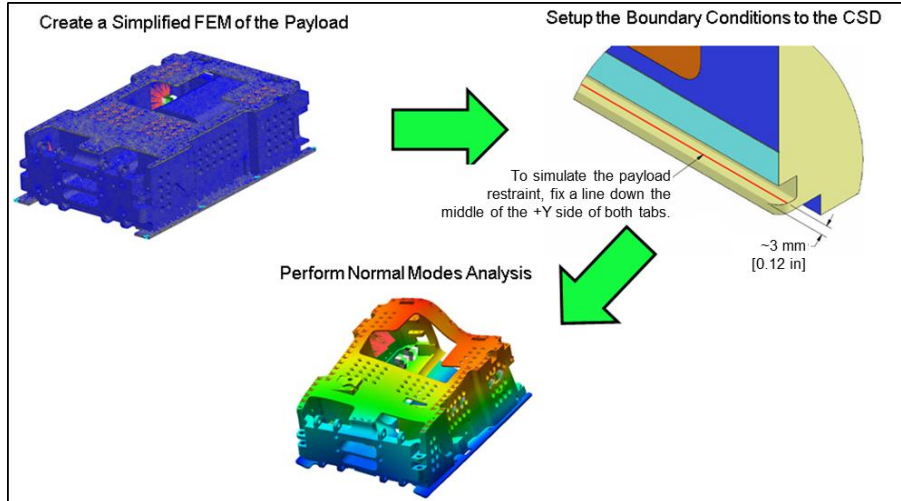 Create a Simplified FEM of the Payload
Setup the Boundary Conditions to the CSD
To simulate the payload
restraint, fix a line down the
middle of the +Y side of both tabs.
~3 mm
[0.12 in]
Perform Normal Modes Analysis